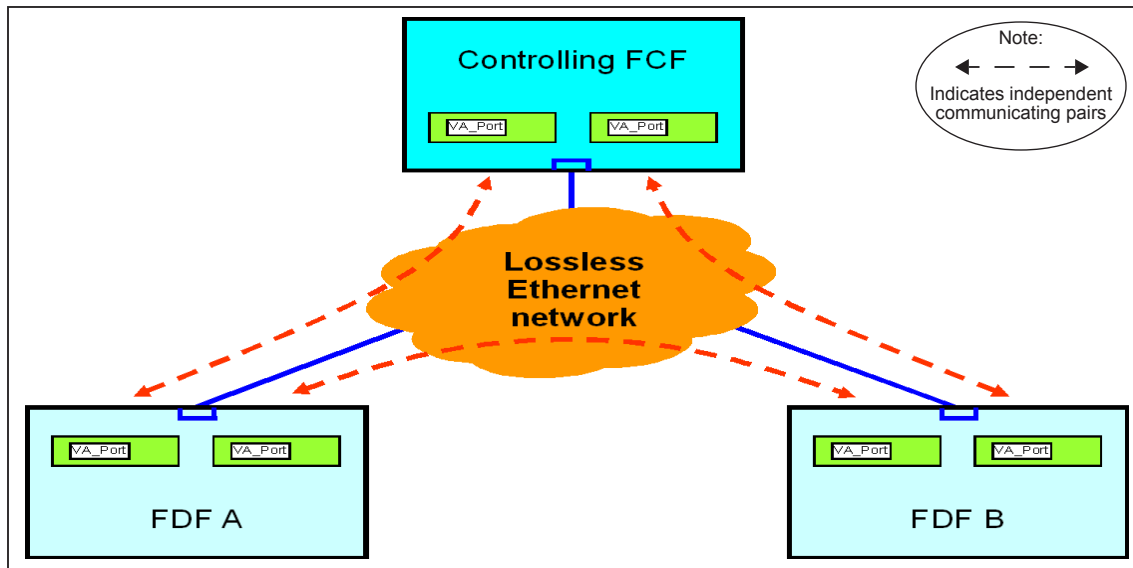 Controlling FCF
VA_Port
VA_Port
Note:
Indicates independent
communicating pairs
Lossless
Ethernet
network
VA_Port
VA_Port
FDF A
VA_Port
VA_Port
FDF B